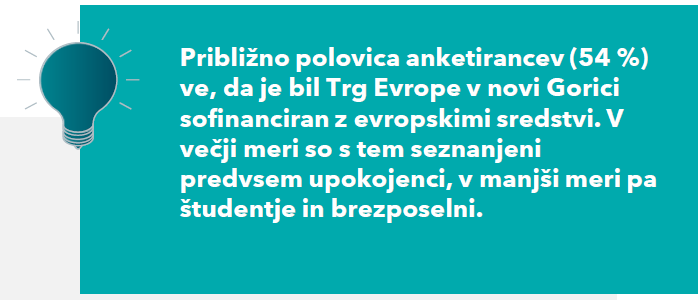 Približno polovica anketirancev (54 %)
ve, da je bil Trg Evrope v novi Gorici
sofinanciran z evropskimi sredstvi. V
večji meri so s tem seznanjeni
predvsem upokojenci, v manjši meri pa
študentje in brezposelni.